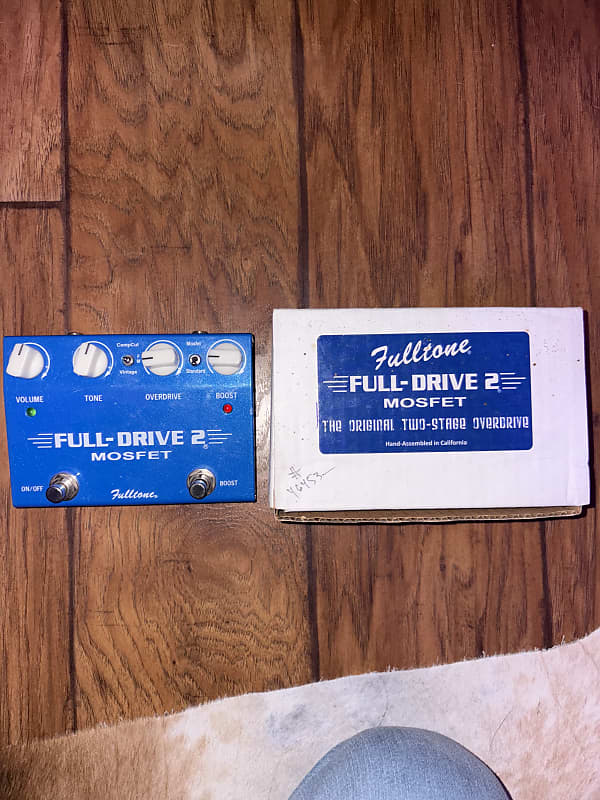 CompCut
Mosfet
Vintage
Standard
VOLUME
TONE
OVERDRIVE
BOOST
FULL-DRIVE 2
MOSFET
ON/OFF
BOOST
Fulltone
Fulltone
FULL-DRIVE 2
MOSFET
THE ORIGINAL TWO-STAGE OVERDRIVE
Hand-Assembled in California